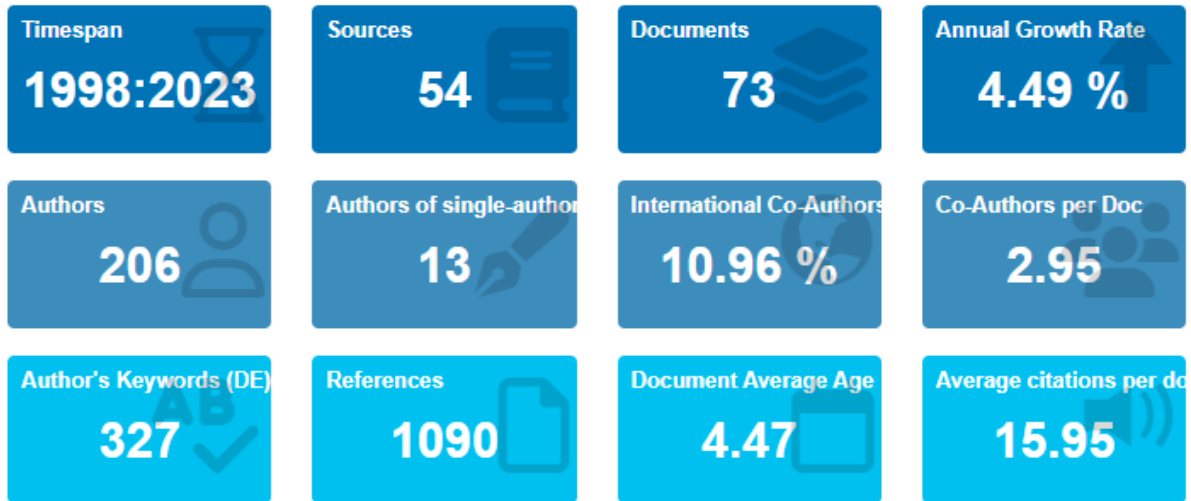 Timespan
1998:2023
Sources
54
Documents
73
Annual Growth Rate
4.49 %
Authors
206
Authors of single-author
13
International Co-Authors
10.96 %
Co-Authors per Doc
2.95
Author's Keywords (DE)
327
References
1090
Document Average Age
4.47
Average citations per do
15.95
AB